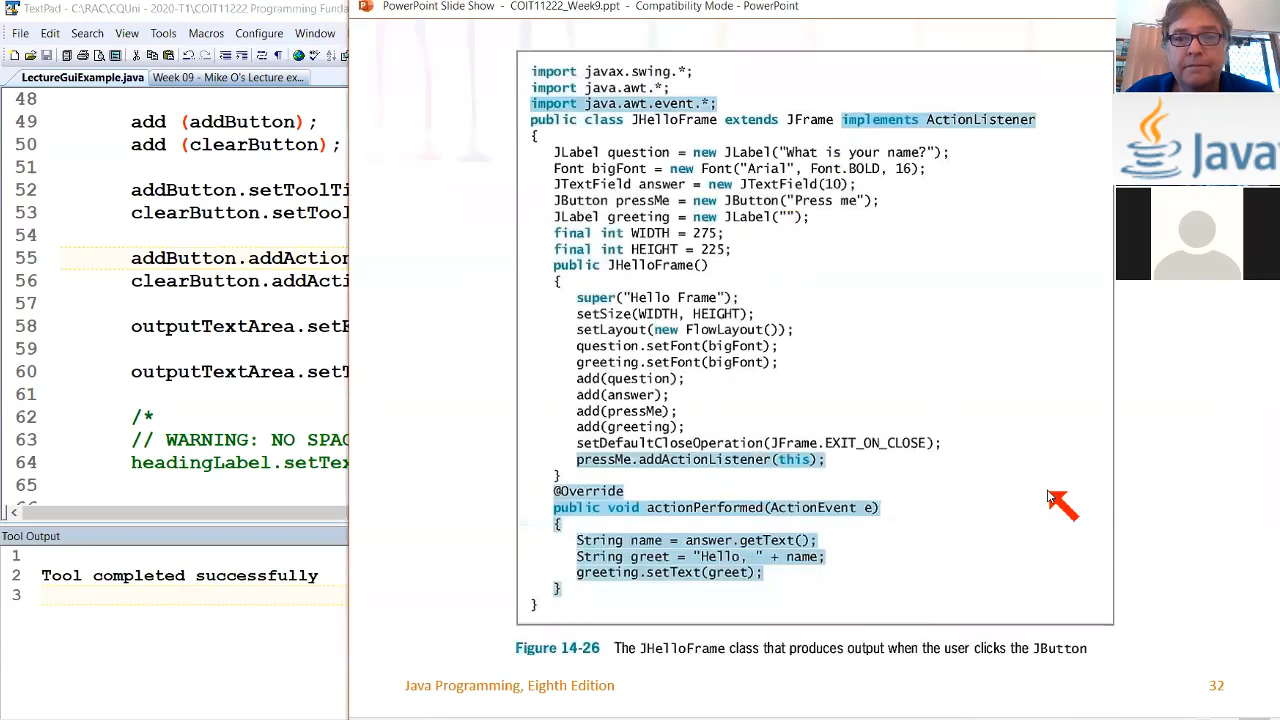 TextPad - C:\RAC\CQUni - 2020-T1\COIT11222 Programming Funda
File Edit Search View Tools Macros Configure Window
LectureGuiExample.java Week 09 - Mike O's Lecture ex...
48
49 add (addButton);
50 add (clearButton);
51
52 addButton.setToolTi
53 clearButton.setTool
54
55 addButton.addAction
56 clearButton.addActi
57
58 outputTextArea.setE
59
60 outputTextArea.setT
61
62 /*
63 // WARNING: NO SPAC
64 headingLabel.setTex
65
Tool Output
1
2 Tool completed successfully
3
PowerPoint Slide Show - COIT11222_Week9.ppt - Compatibility Mode - PowerPoint
import javax.swing.*;
import java.awt.*;
import java.awt.event.*;
public class JHelloFrame extends JFrame implements ActionListener
{
JLabel question = new JLabel("What is your name?");
Font bigFont = new Font("Arial", Font.BOLD, 16);
JTextField answer = new JTextField(10);
JButton pressMe = new JButton("Press me");
JLabel greeting = new JLabel("");
final int WIDTH = 275;
final int HEIGHT = 225;
public JHelloFrame()
{
super("Hello Frame");
setSize(WIDTH, HEIGHT);
setLayout(new FlowLayout());
question.setFont(bigFont);
greeting.setFont(bigFont);
add(question);
add(answer);
add(pressMe);
add(greeting);
setDefaultCloseOperation(JFrame.EXIT_ON_CLOSE);
pressMe.addActionListener(this);
}
@Override
public void actionPerformed(ActionEvent e)
{
String name = answer.getText();
String greet = "Hello, " + name;
greeting.setText(greet);
}
}
Figure 14-26 The JHelloFrame class that produces output when the user clicks the JButton
Java Programming, Eighth Edition
32
Java